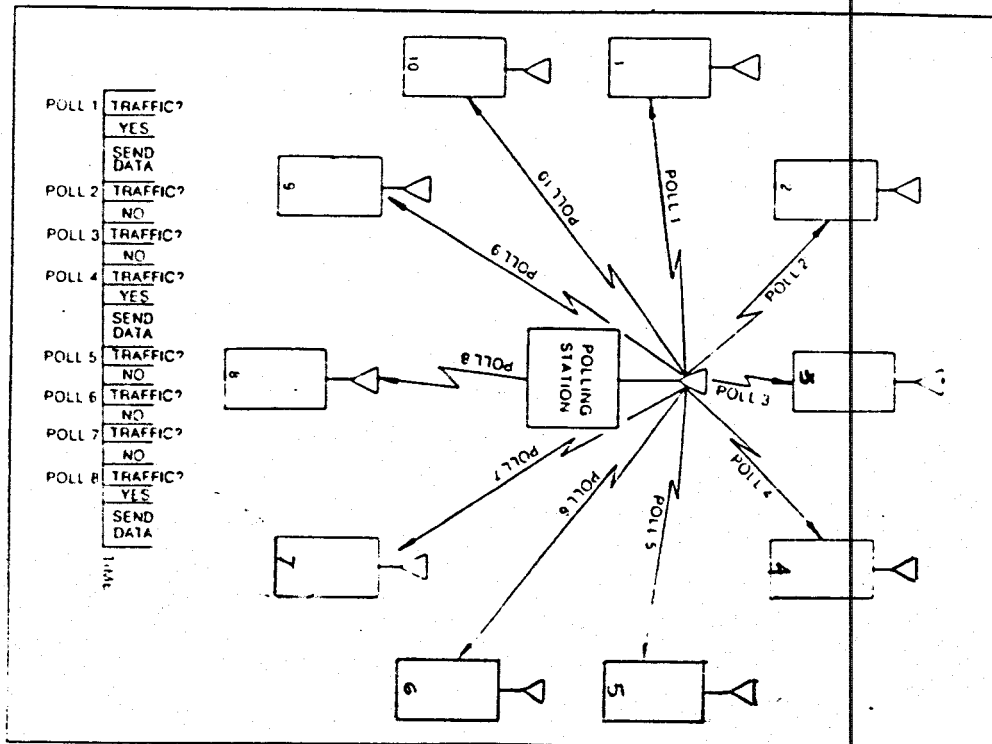 POLL 1 TRAFFIC?
YES
SEND
DATA
POLL 2 TRAFFIC?
NO
POLL 3 TRAFFIC?
NO
POLL 4 TRAFFIC?
YES
SEND
DATA
POLL 5 TRAFFIC?
NO
POLL 6 TRAFFIC?
NO
POLL 7 TRAFFIC?
NO
POLL 8 TRAFFIC?
YES
SEND
DATA
TIME
10
1
9
2
8
3
7
4
6
5
POLL 10
POLL 1
POLL 9
POLL 2
POLL 8
POLLING
STATION
POLL 3
POLL 7
POLL 6
POLL 5
POLL 4